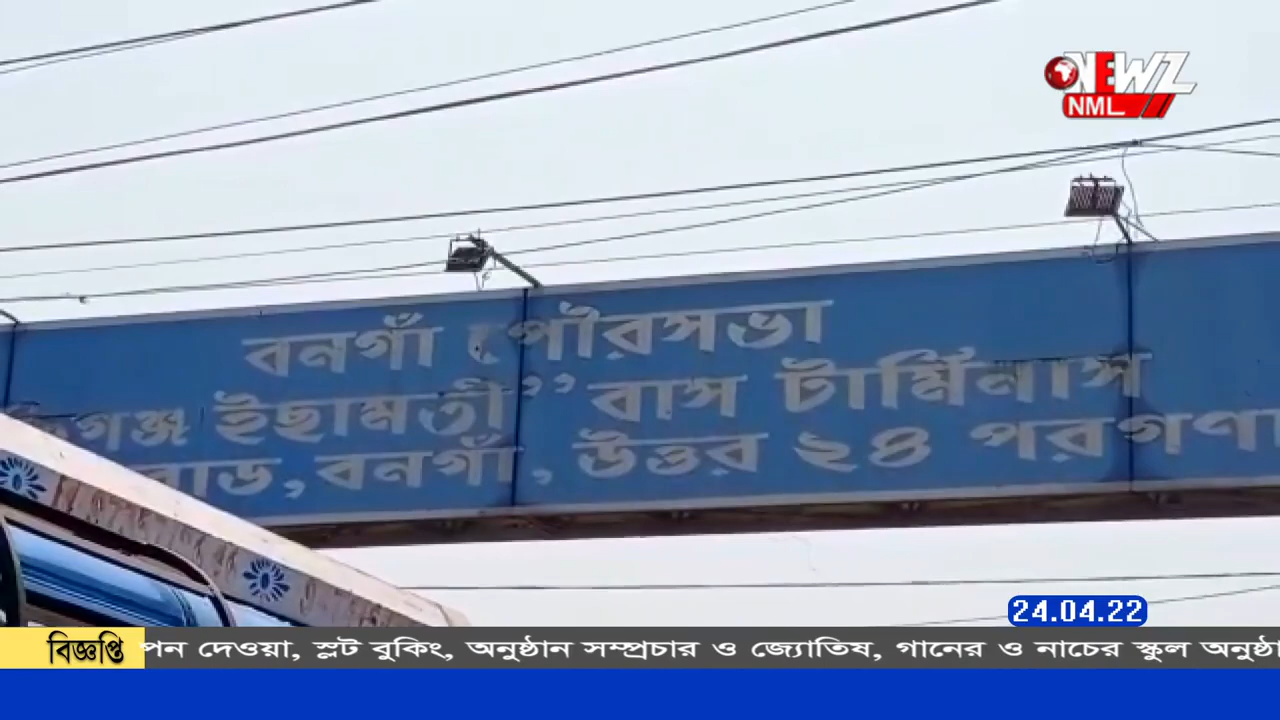 NEWZ
NML
বনগাঁ পৌরসভা
ইছামতী” বাস টার্মিনাস
রোড, বনগাঁ, উত্তর ২৪ পরগণা
24.04.22
বিজ্ঞপ্তি
পন দেওয়া, স্লট বুকিং, অনুষ্ঠান সম্প্রচার ও জ্যোতিষ, গানের ও নাচের স্কুল অনুষ্ঠা